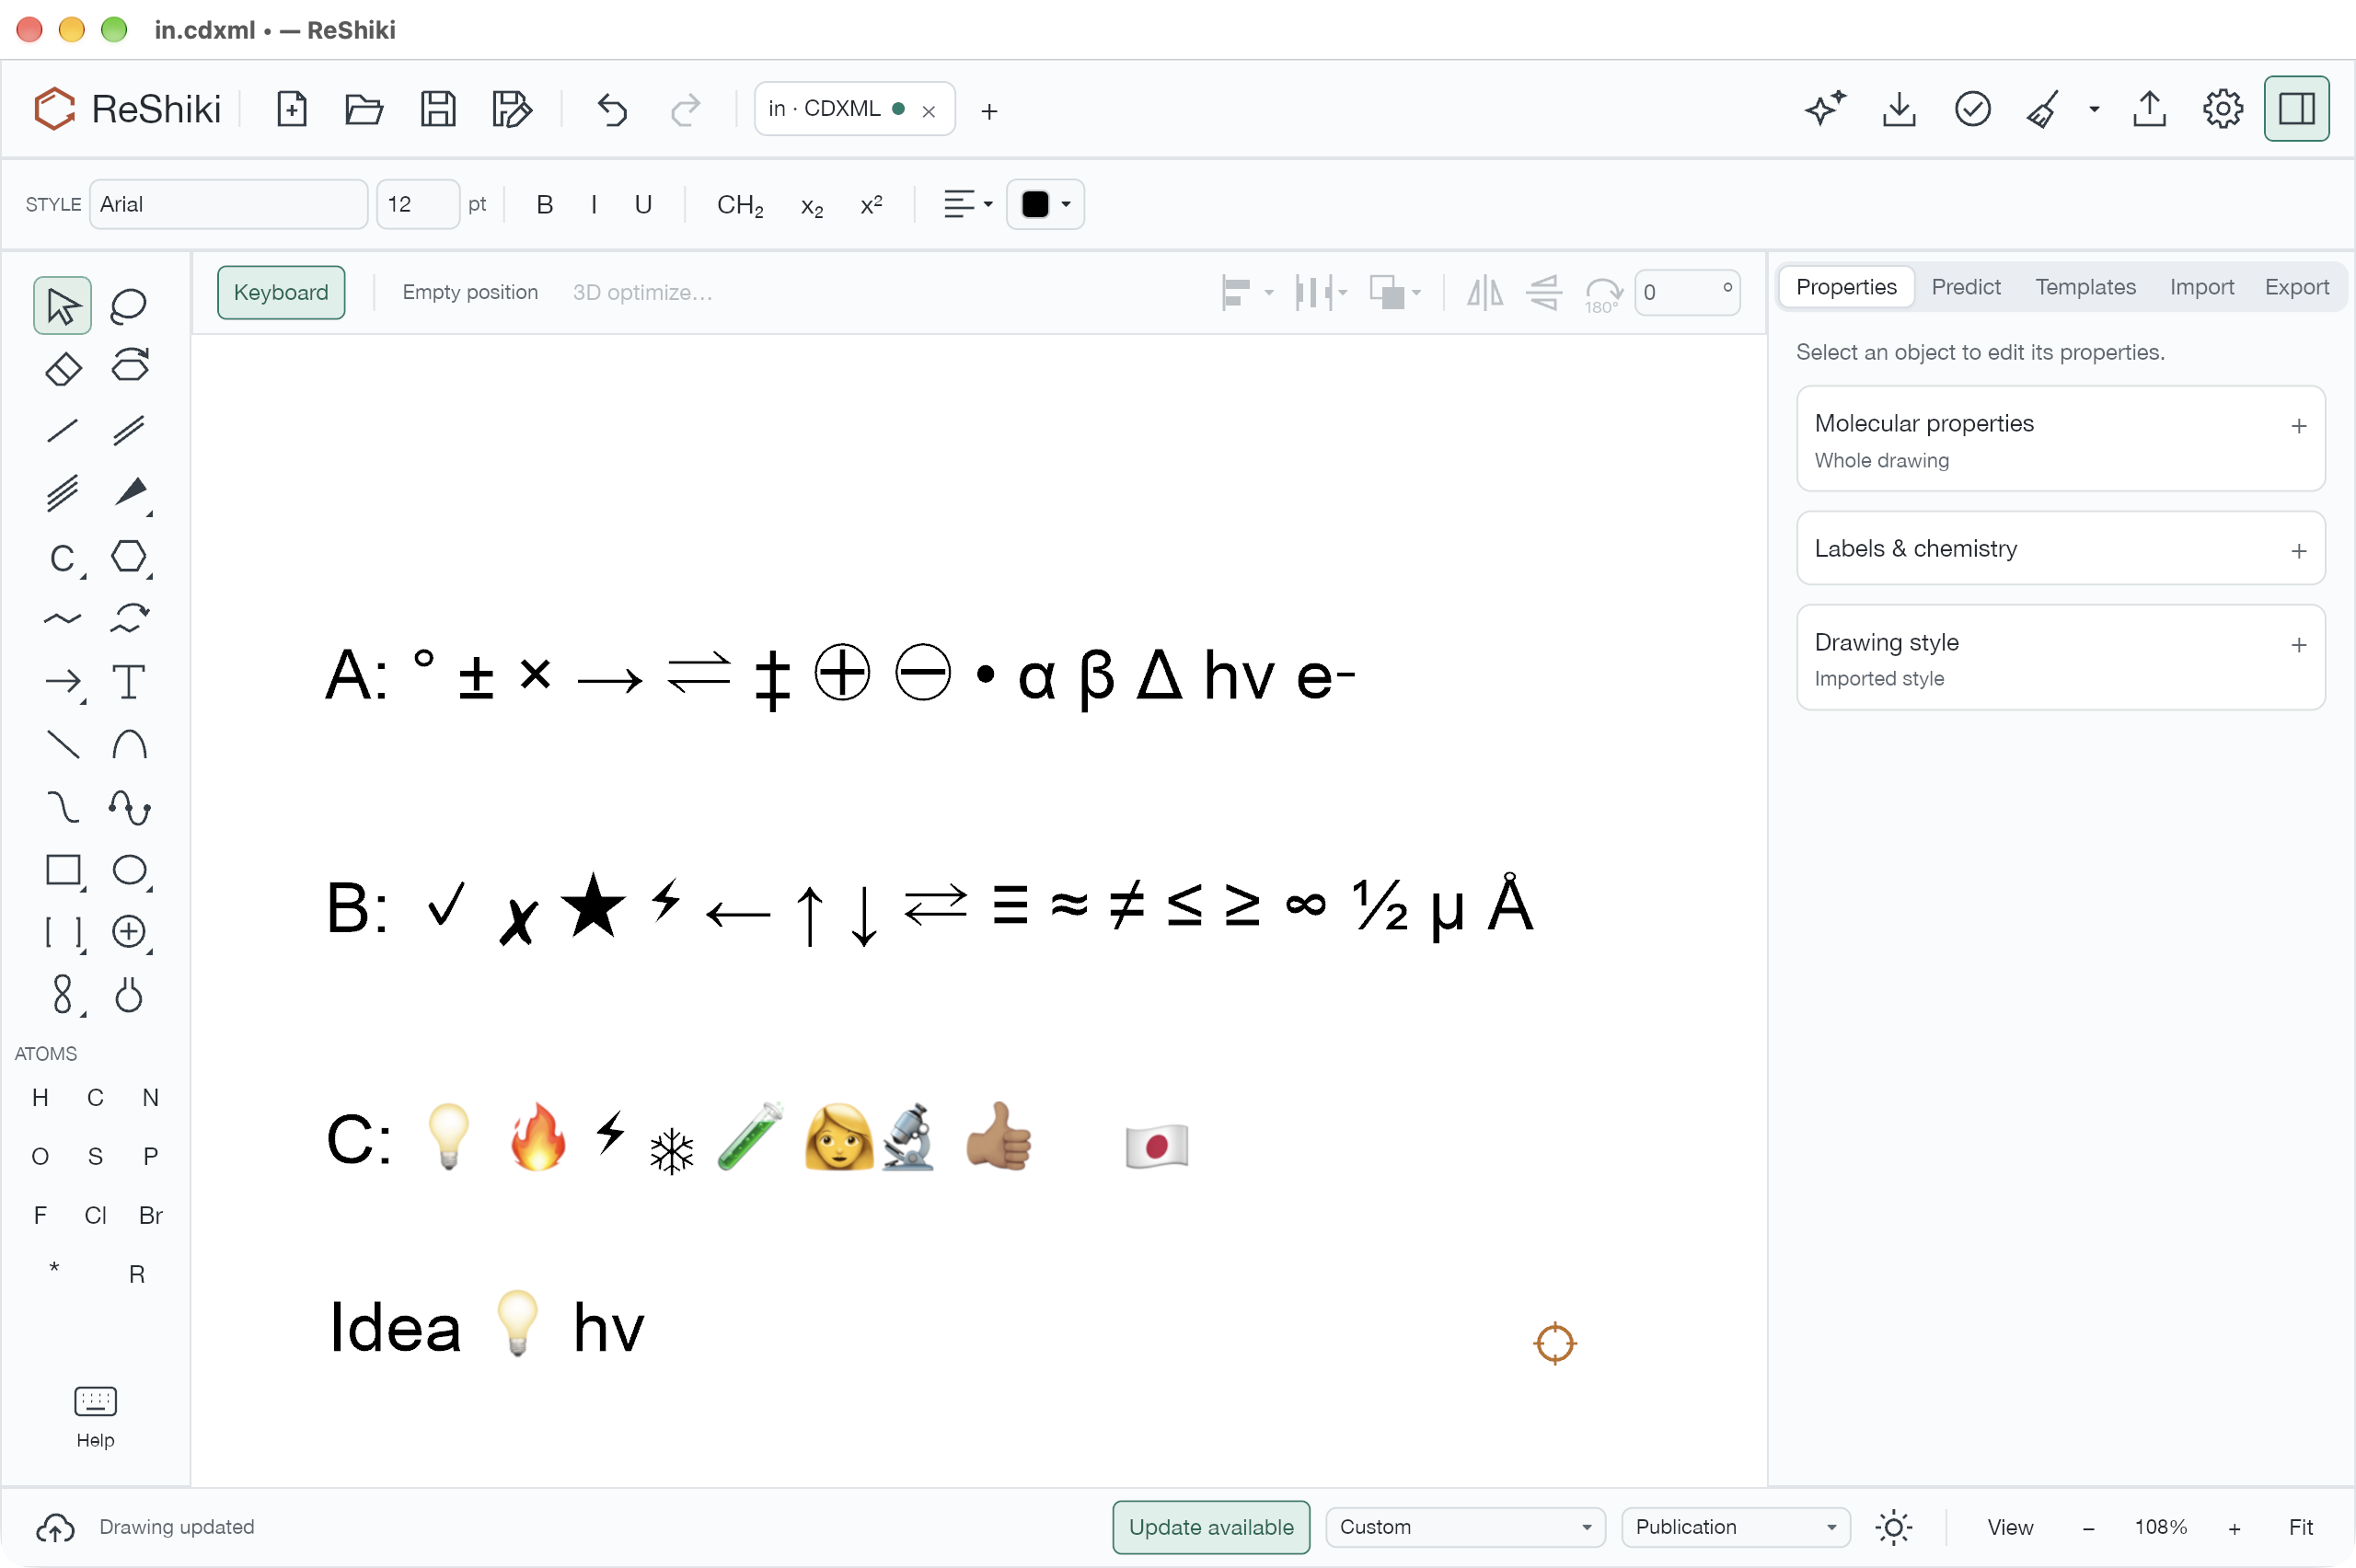 in.cdxml • — ReShiki
ReShiki
in · CDXML ● × +
STYLE Arial 12 pt B I U CH₂ x₂ x²
Keyboard Empty position 3D optimize… 180° 0 °
Properties Predict Templates Import Export
Select an object to edit its properties.
Molecular properties +
Whole drawing
Labels & chemistry +
Drawing style +
Imported style
C
T
[ ]
ATOMS
H C N
O S P
F Cl Br
* R
Help
A: ° ± × → ⇌ ‡ ⊕ ⊖ • α β Δ hν e⁻
B: ✓ ✗ ★ ⚡ ← ↑ ↓ ⇄ ≡ ≈ ≠ ≤ ≥ ∞ ½ µ Å
C: 💡 🔥 ⚡ ❄ 🧪 👩🔬 👍🏽 🇯🇵
Idea 💡 hν
Drawing updated
Update available Custom Publication View − 108% + Fit